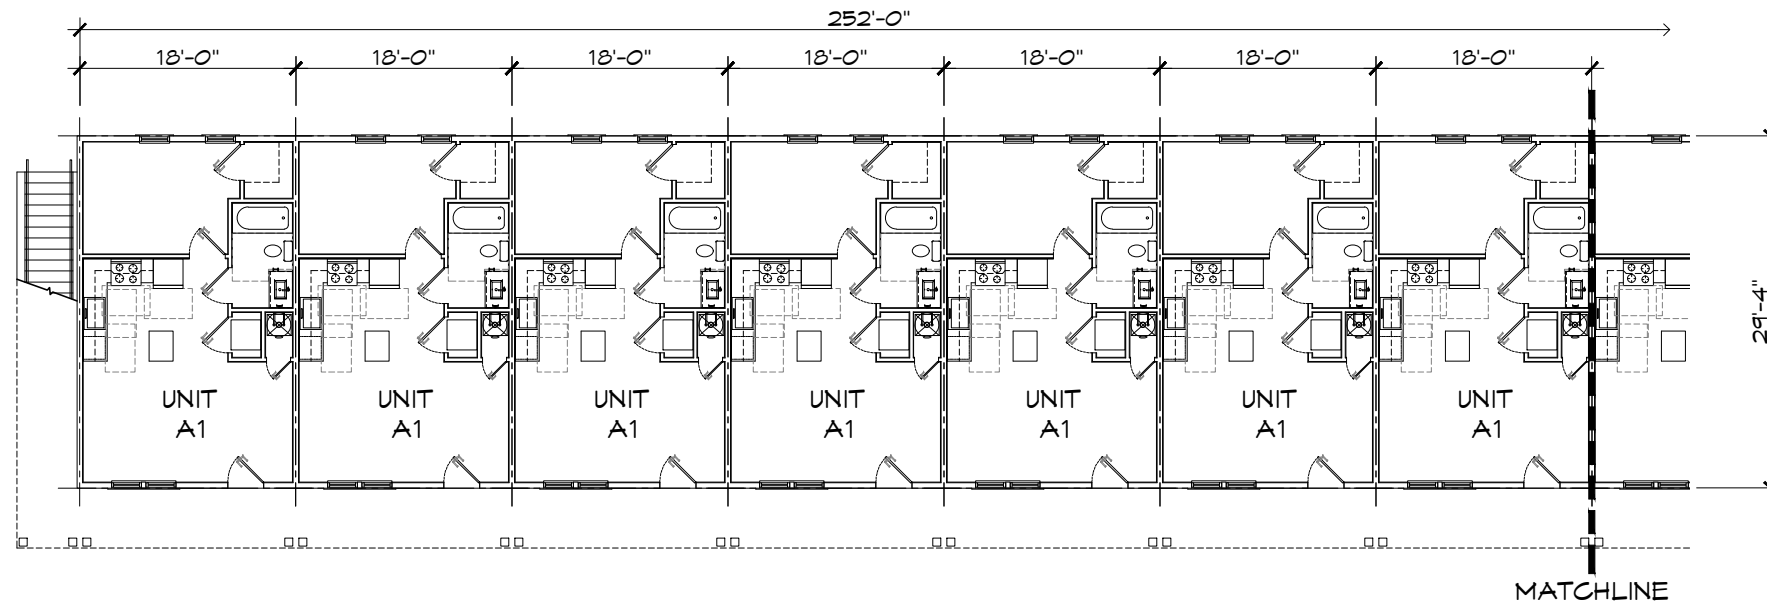 252'-0"
18'-0" 18'-0" 18'-0" 18'-0" 18'-0" 18'-0" 18'-0"
29'-4"
UNIT UNIT UNIT UNIT UNIT UNIT UNIT
A1 A1 A1 A1 A1 A1 A1
MATCHLINE